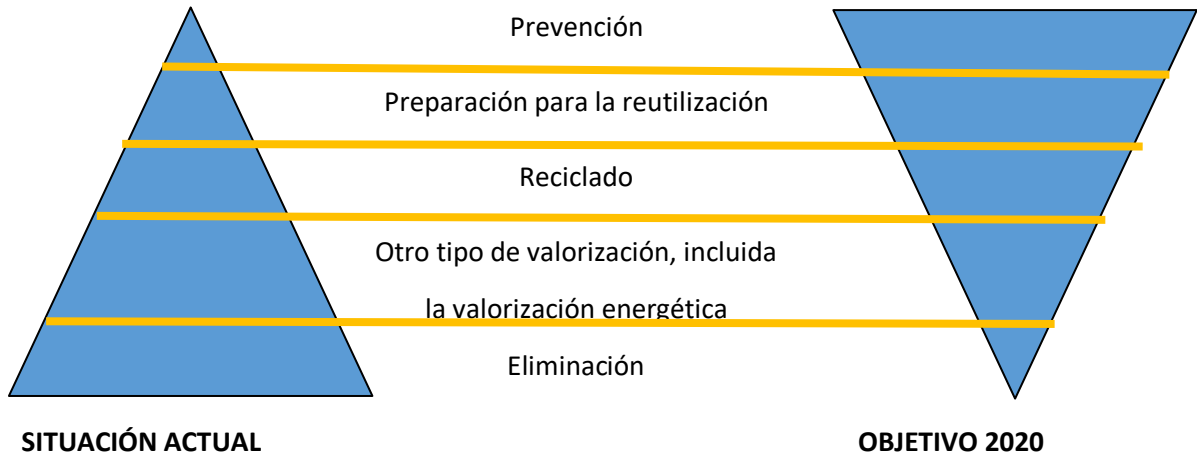 Prevención
Preparación para la reutilización
Reciclado
Otro tipo de valorización, incluida
la valorización energética
Eliminación
SITUACIÓN ACTUAL
OBJETIVO 2020